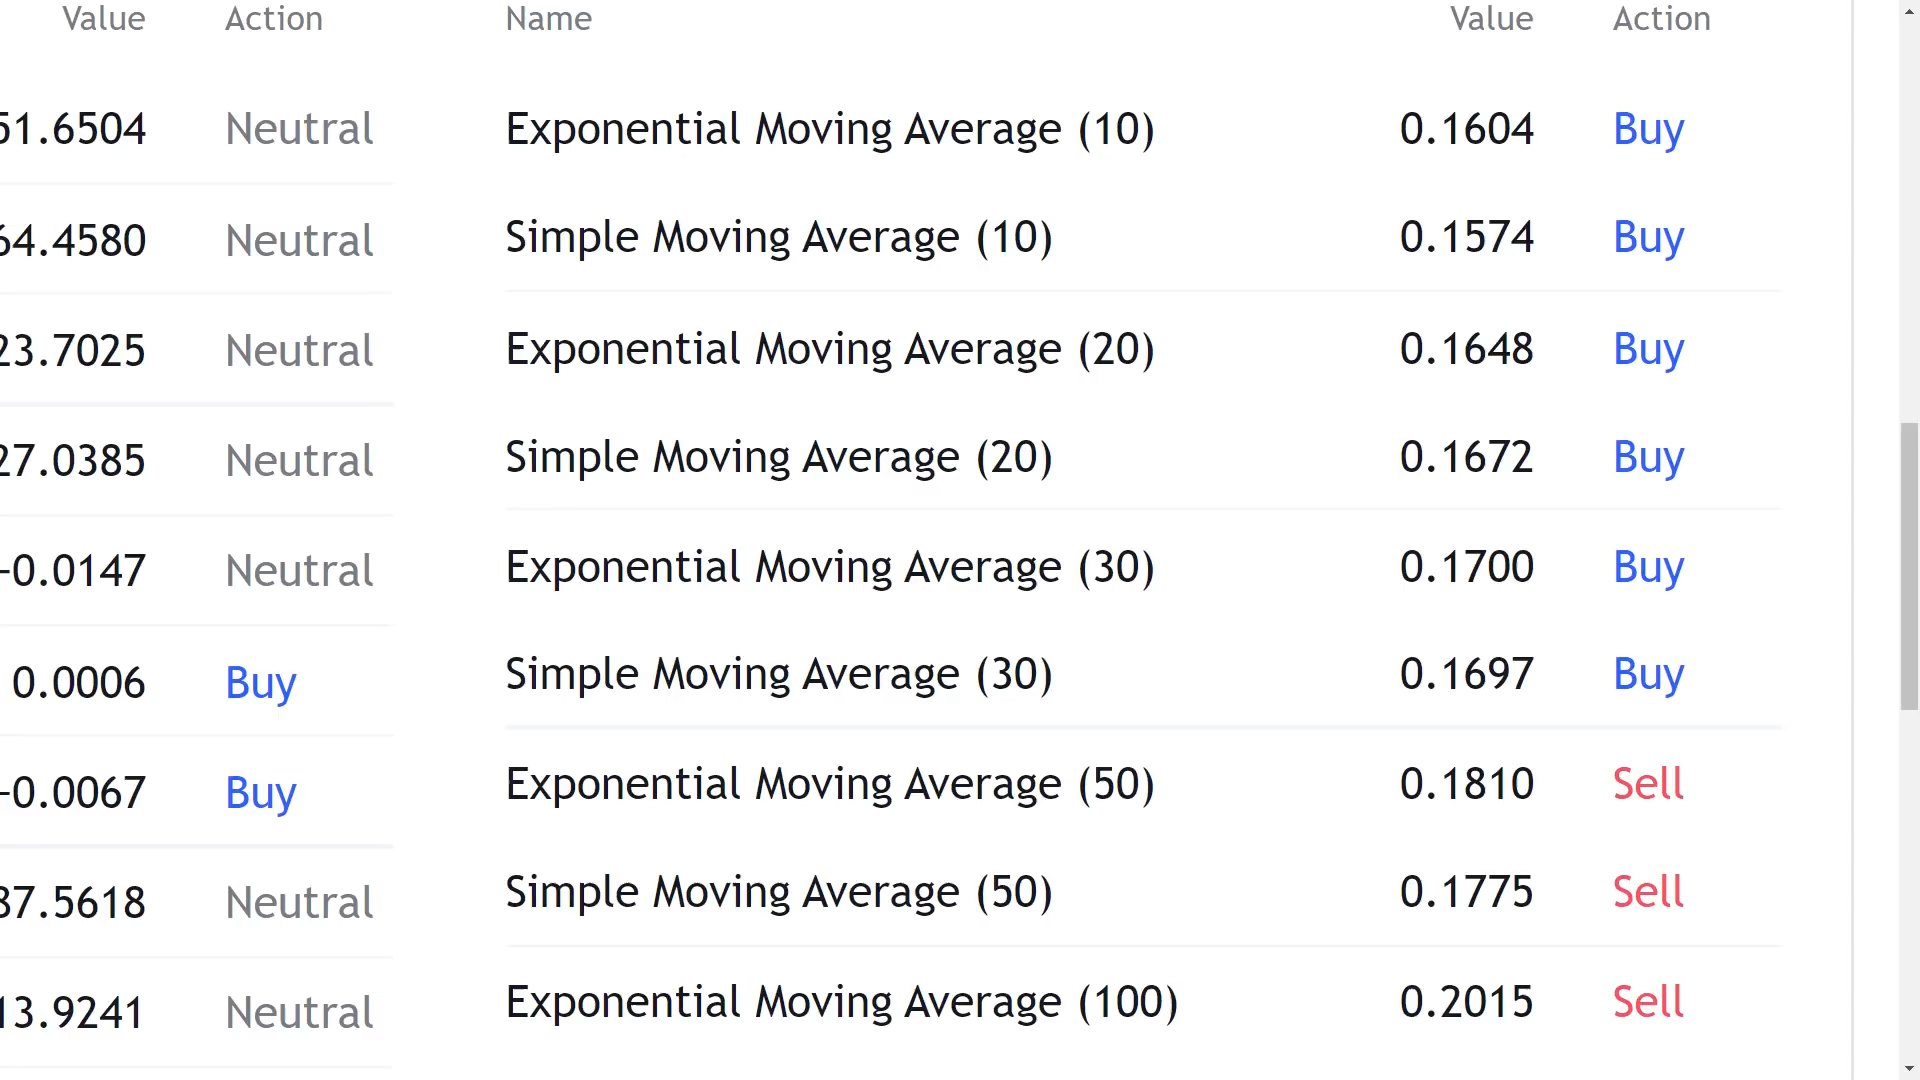 Value Action Name Value Action
51.6504 Neutral Exponential Moving Average (10) 0.1604 Buy
64.4580 Neutral Simple Moving Average (10) 0.1574 Buy
23.7025 Neutral Exponential Moving Average (20) 0.1648 Buy
27.0385 Neutral Simple Moving Average (20) 0.1672 Buy
−0.0147 Neutral Exponential Moving Average (30) 0.1700 Buy
0.0006 Buy Simple Moving Average (30) 0.1697 Buy
−0.0067 Buy Exponential Moving Average (50) 0.1810 Sell
87.5618 Neutral Simple Moving Average (50) 0.1775 Sell
13.9241 Neutral Exponential Moving Average (100) 0.2015 Sell